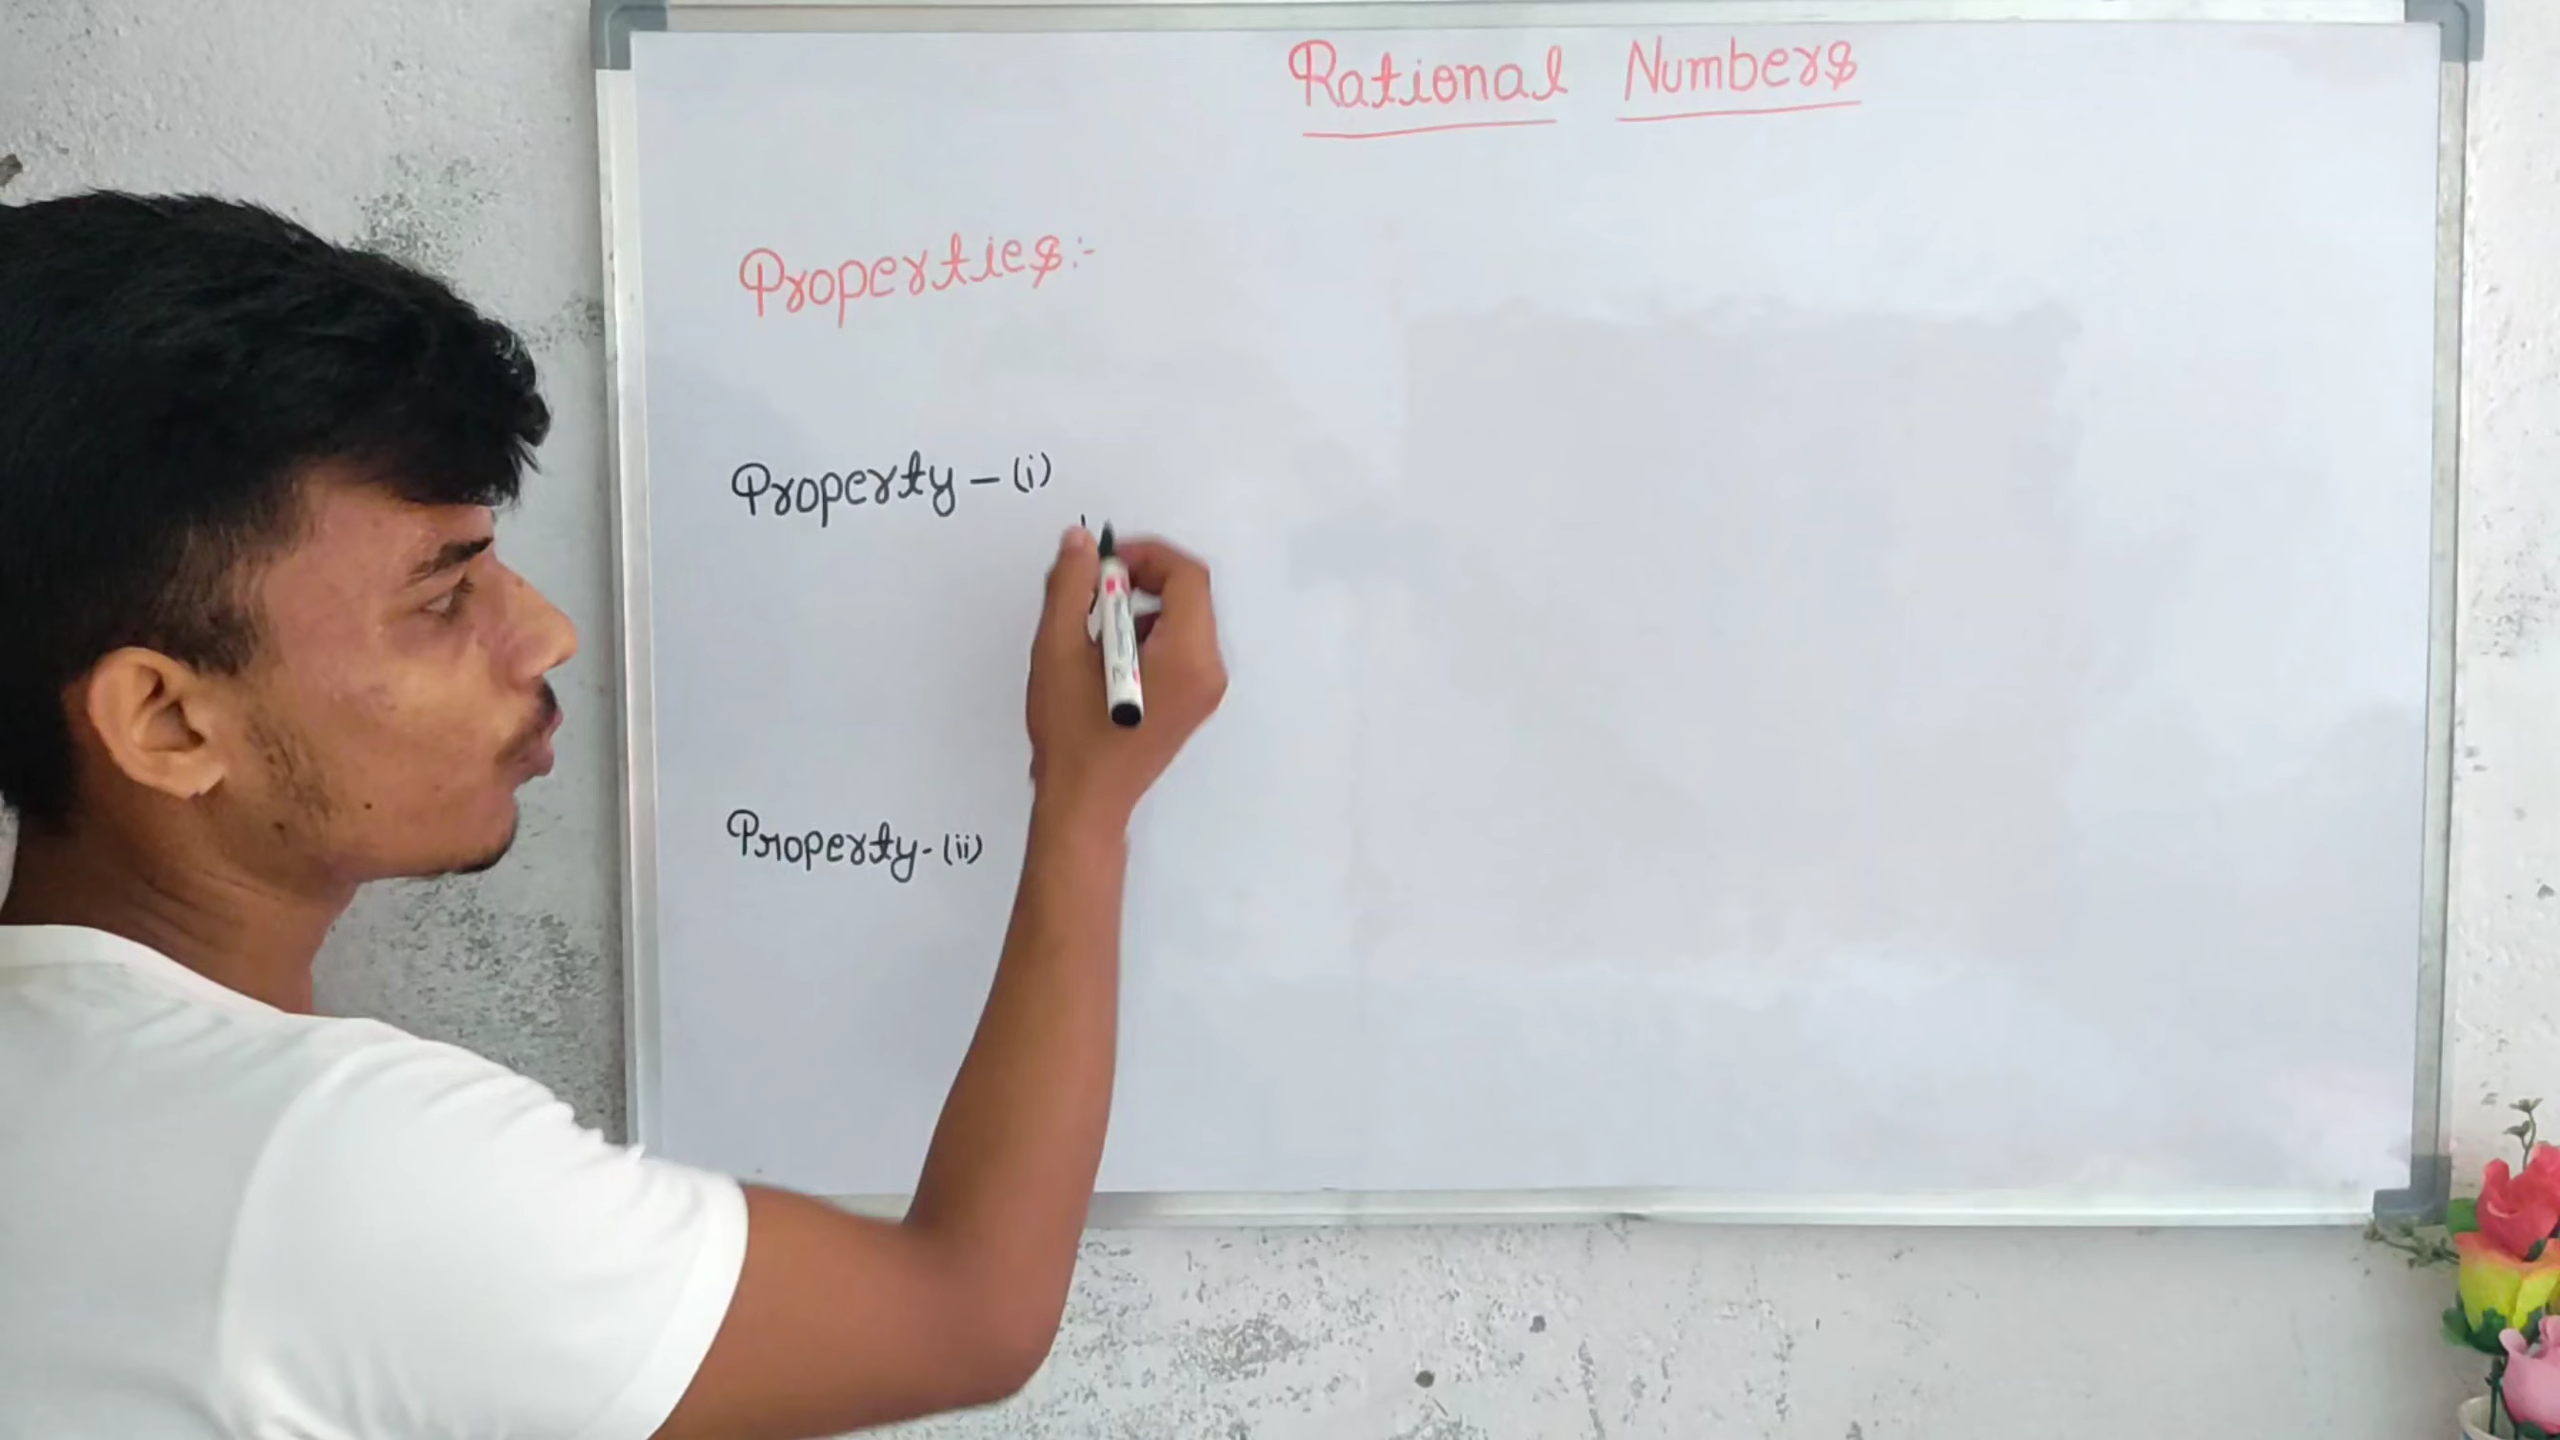 Rational Numbers
Properties:-
Property - (i)
Property - (ii)